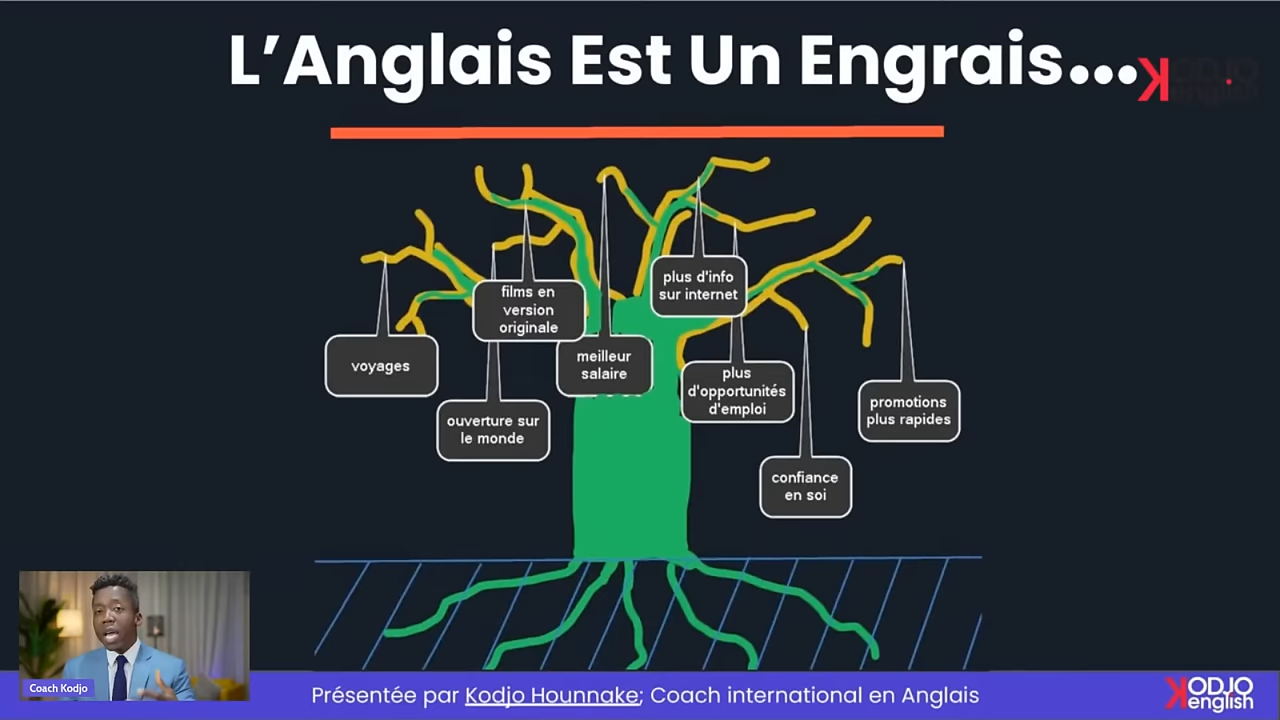 L'Anglais Est Un Engrais...
KODJO
english
films en
version
originale
plus d'info
sur internet
voyages
meilleur
salaire
plus
d'opportunités
d'emploi
promotions
plus rapides
ouverture sur
le monde
confiance
en soi
Coach Kodjo
Présentée par Kodjo Hounnake; Coach international en Anglais
KODJO
english